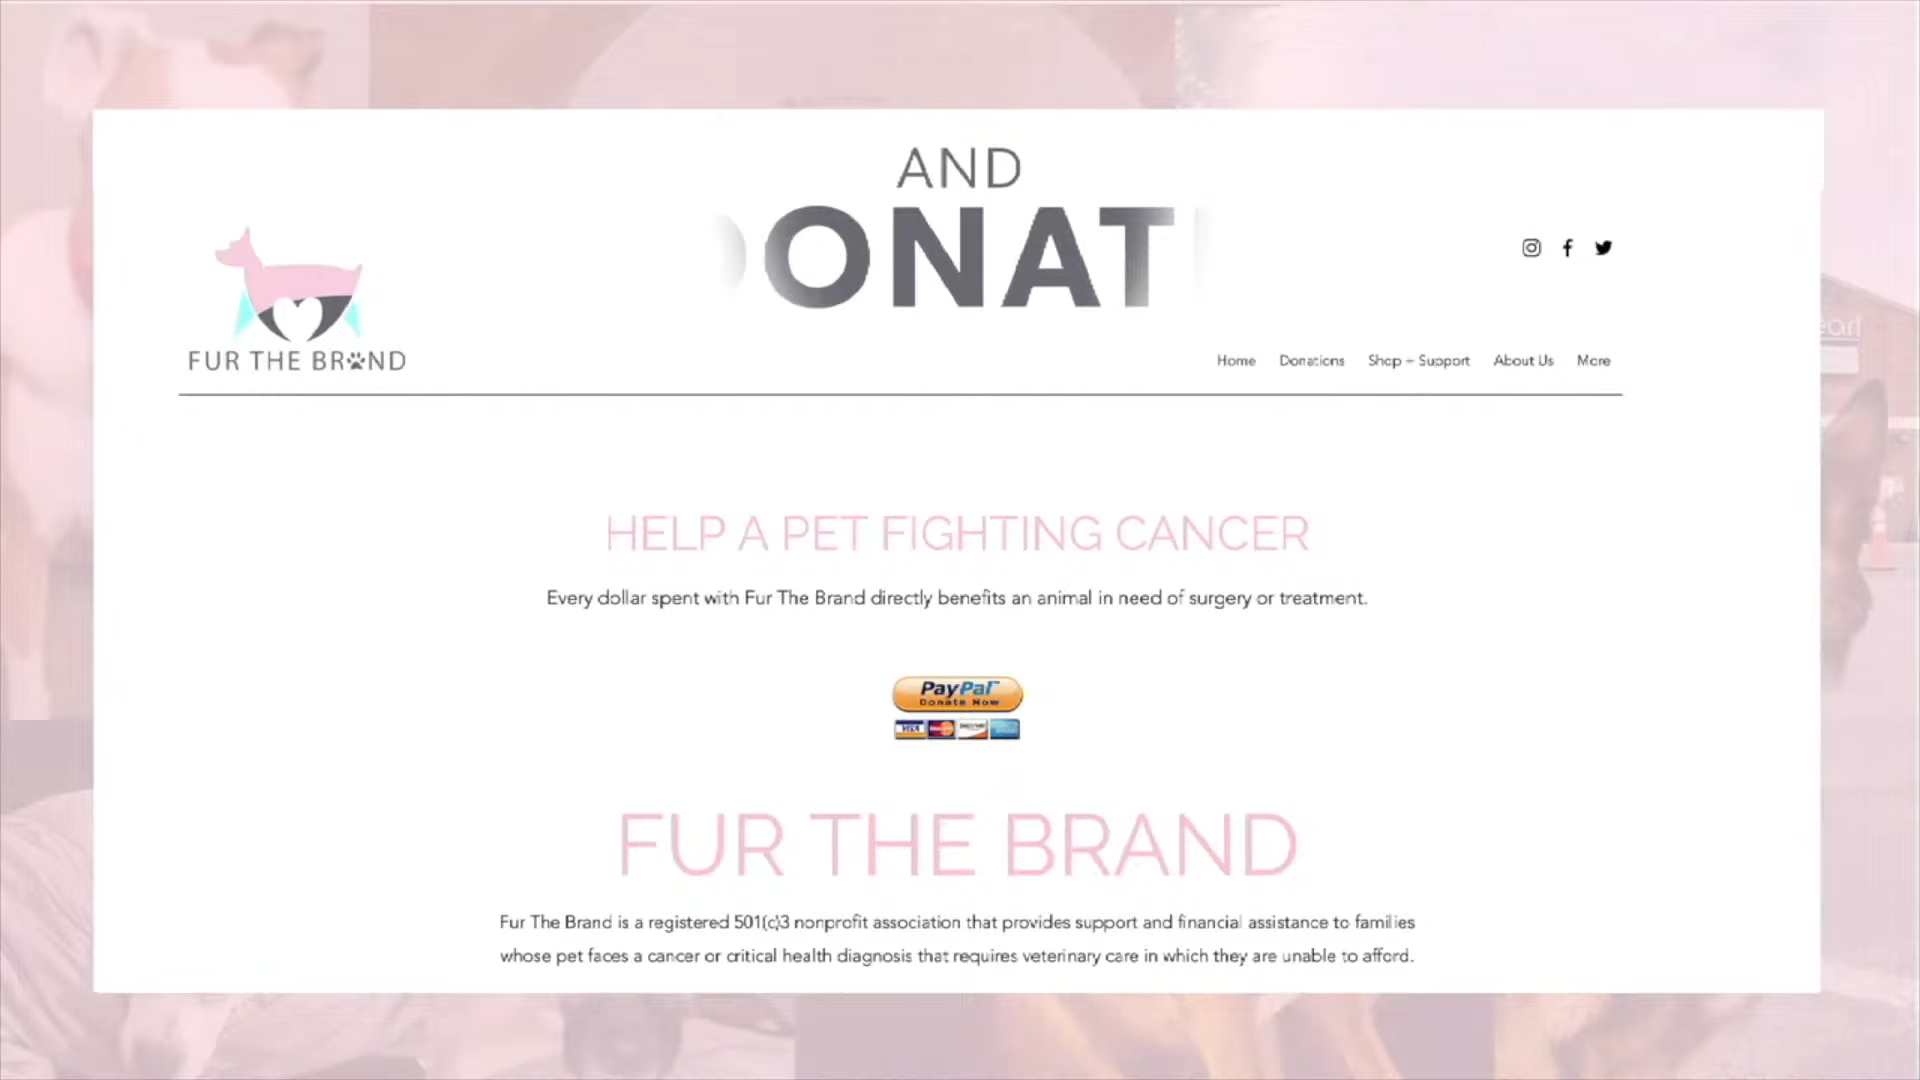 AND
DONAT
FUR THE BRAND
Home Donations Shop + Support About Us More
HELP A PET FIGHTING CANCER
Every dollar spent with Fur The Brand directly benefits an animal in need of surgery or treatment.
PayPal
Donate Now
VISA
FUR THE BRAND
Fur The Brand is a registered 501(c)3 nonprofit association that provides support and financial assistance to families
whose pet faces a cancer or critical health diagnosis that requires veterinary care in which they are unable to afford.